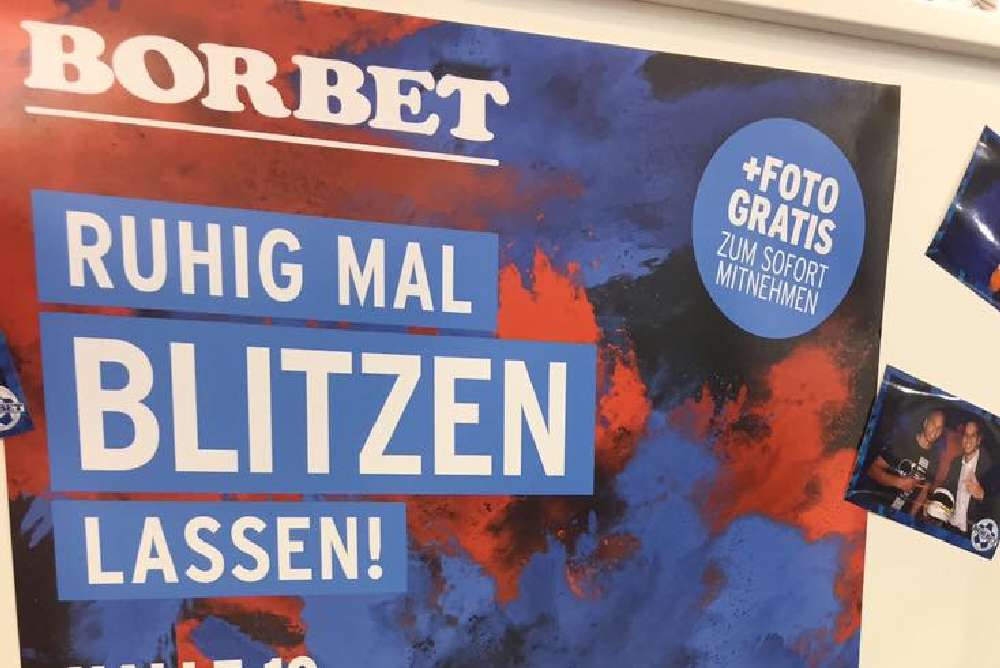 BORBET
+FOTO
GRATIS
ZUM SOFORT
MITNEHMEN
RUHIG MAL
BLITZEN
LASSEN!